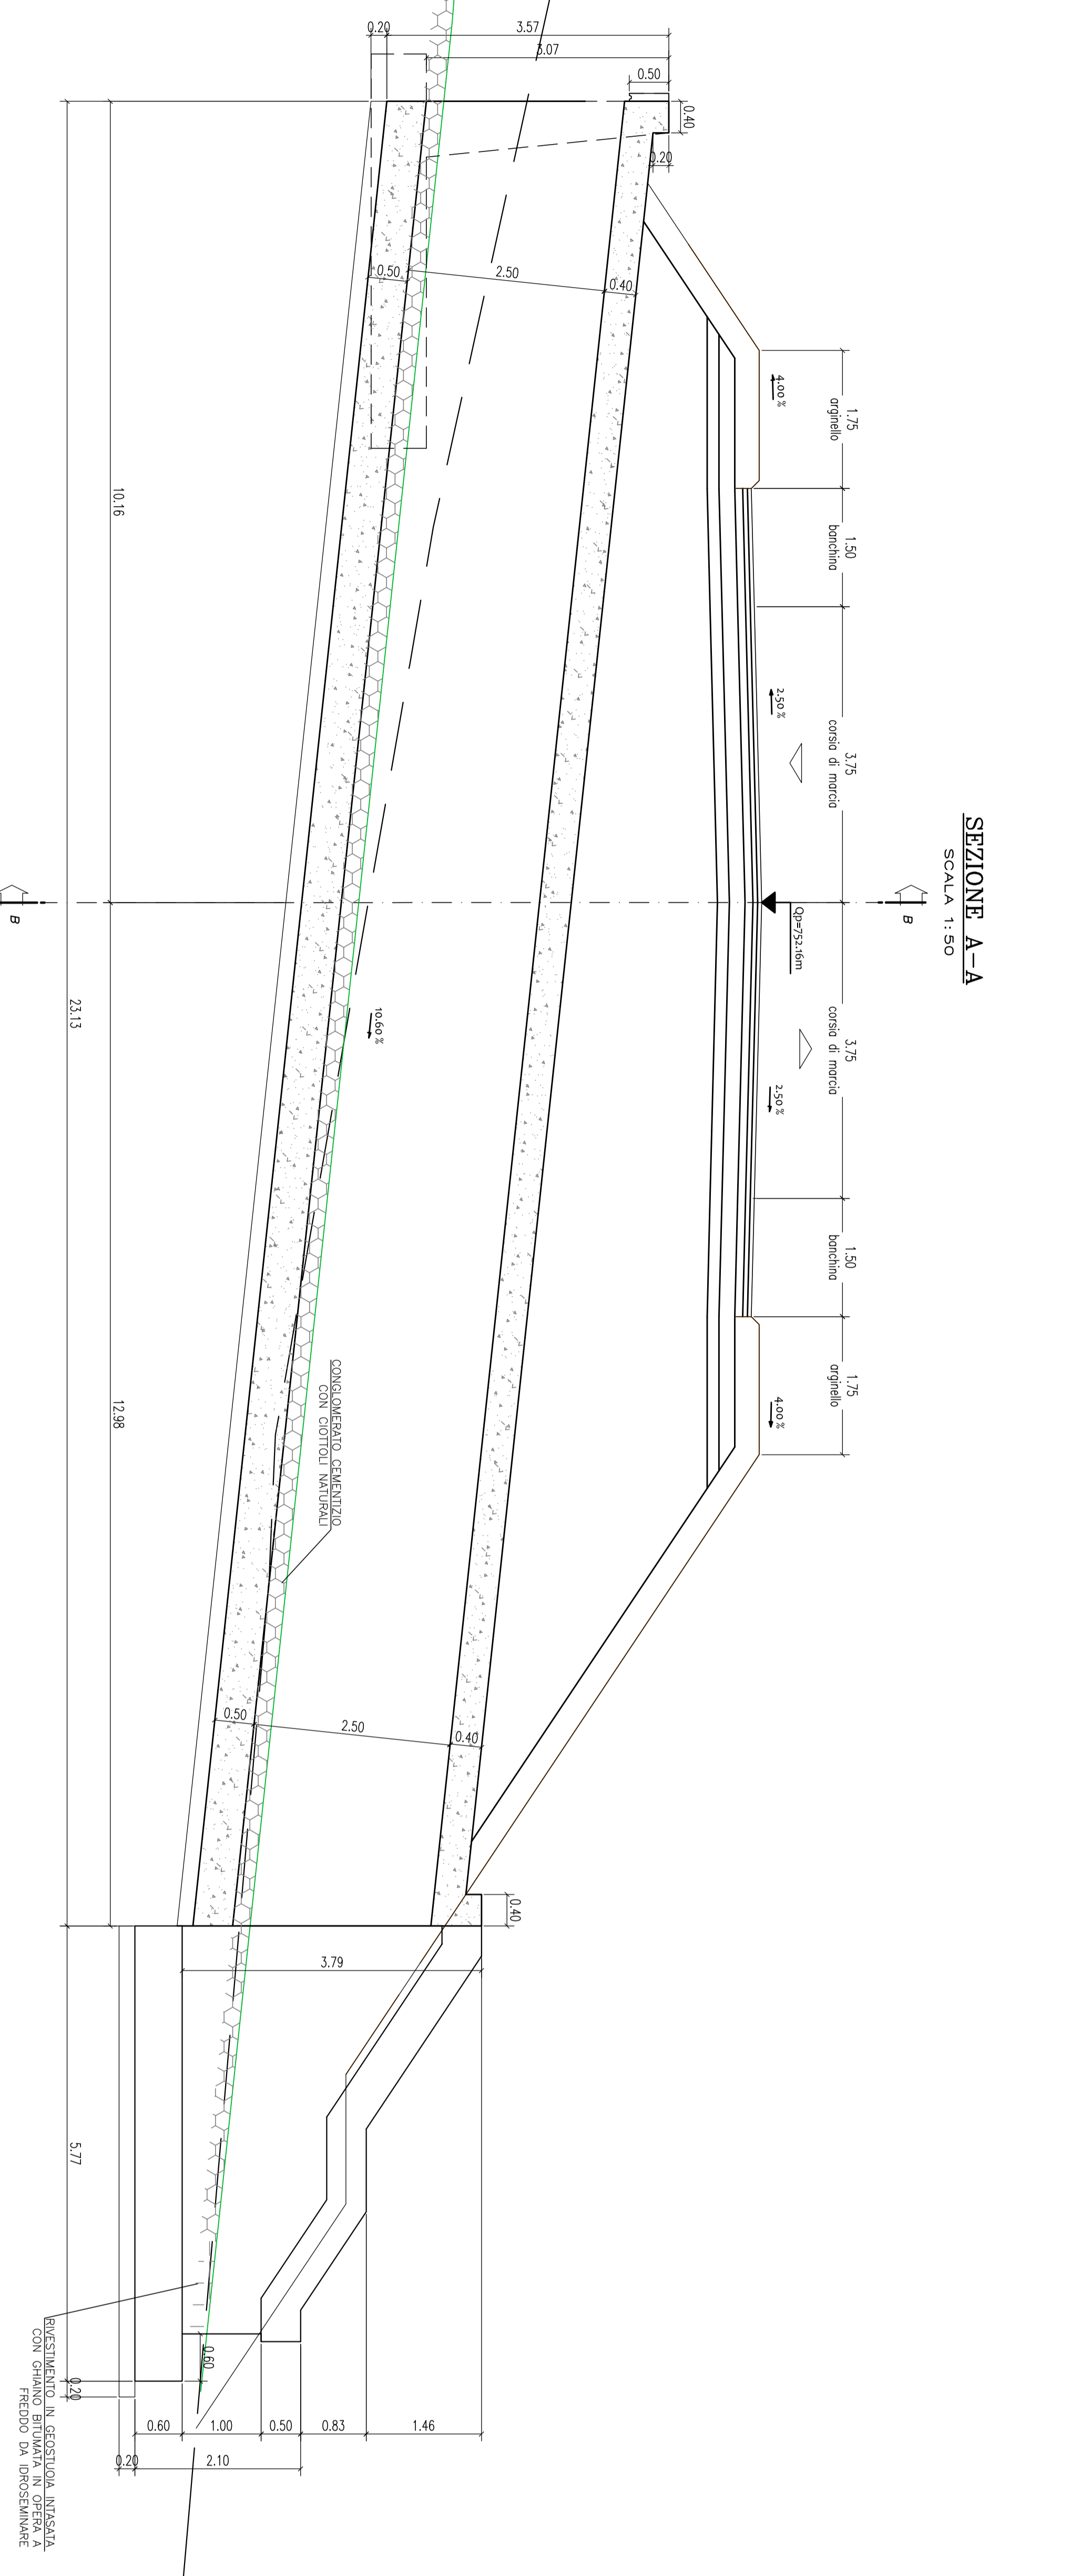 SEZIONE A-A
SCALA 1:50
B
1.75
arginello
1.50
banchina
3.75
corsia di marcia
3.75
corsia di marcia
1.50
banchina
1.75
arginello
4.00 %
2.50 %
Qp=752.16m
2.50 %
4.00 %
0.20
3.57
3.07
0.50
0.40
0.20
0.50
2.50
0.40
10.60 %
CONGLOMERATO CEMENTIZIO
CON CIOTTOLI NATURALI
0.50
2.50
0.40
0.40
3.79
10.16
12.98
23.13
5.77
0.20
0.60
0.60
1.00
0.50
0.83
1.46
0.20
2.10
RIVESTIMENTO IN GEOSTUOIA INTASATA
CON GHIAINO BITUMATA IN OPERA A
FREDDO DA IDROSEMINARE
B